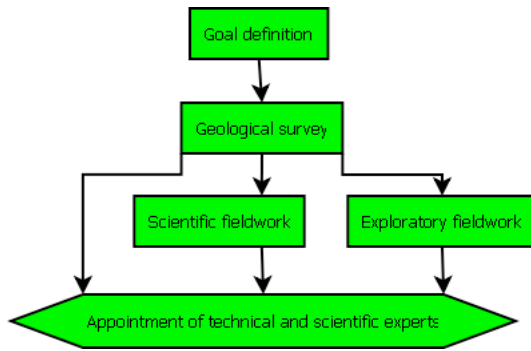 Goal definition
Geological survey
Scientific fieldwork
Exploratory fieldwork
Appointment of technical and scientific experts